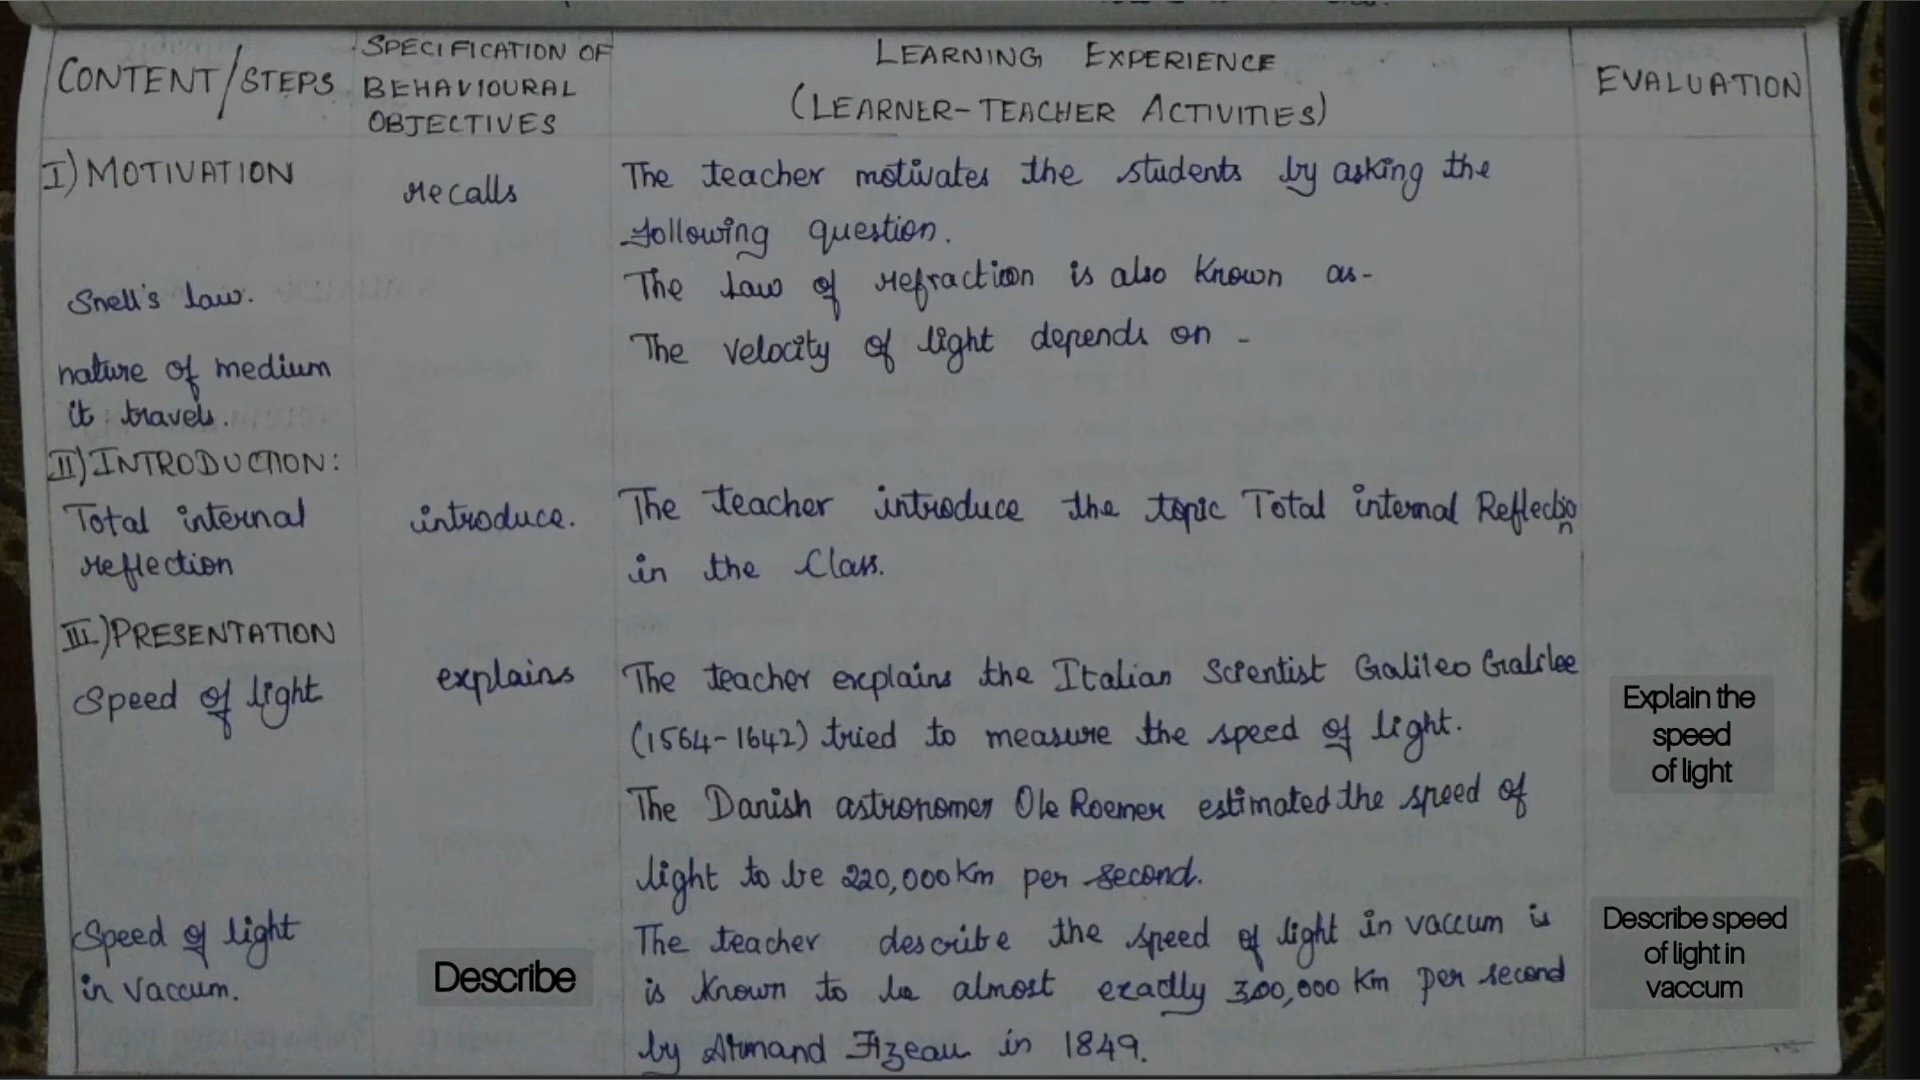 CONTENT/STEPS
SPECIFICATION OF
BEHAVIOURAL
OBJECTIVES
LEARNING EXPERIENCE
(LEARNER-TEACHER ACTIVITIES)
EVALUATION
I) MOTIVATION
recalls
The teacher motivates the students by asking the
following question.
Snell's law.
The law of refraction is also known as-
nature of medium
it travels.
The velocity of light depends on -
II) INTRODUCTION:
Total internal
reflection
introduce.
The teacher introduce the topic Total internal Reflection
in the Class.
III.) PRESENTATION
Speed of light
explains
The teacher explains the Italian Scientist Galileo Galilee
(1564-1642) tried to measure the speed of light.
The Danish astronomer Ole Roemer estimated the speed of
light to be 220,000 Km per second.
Explain the
speed
of light
Speed of light
in vaccum.
Describe
The teacher describe the speed of light in vaccum is
is known to be almost exactly 300,000 Km per second
by Armand Fizeau in 1849.
Describe speed
of light in
vaccum